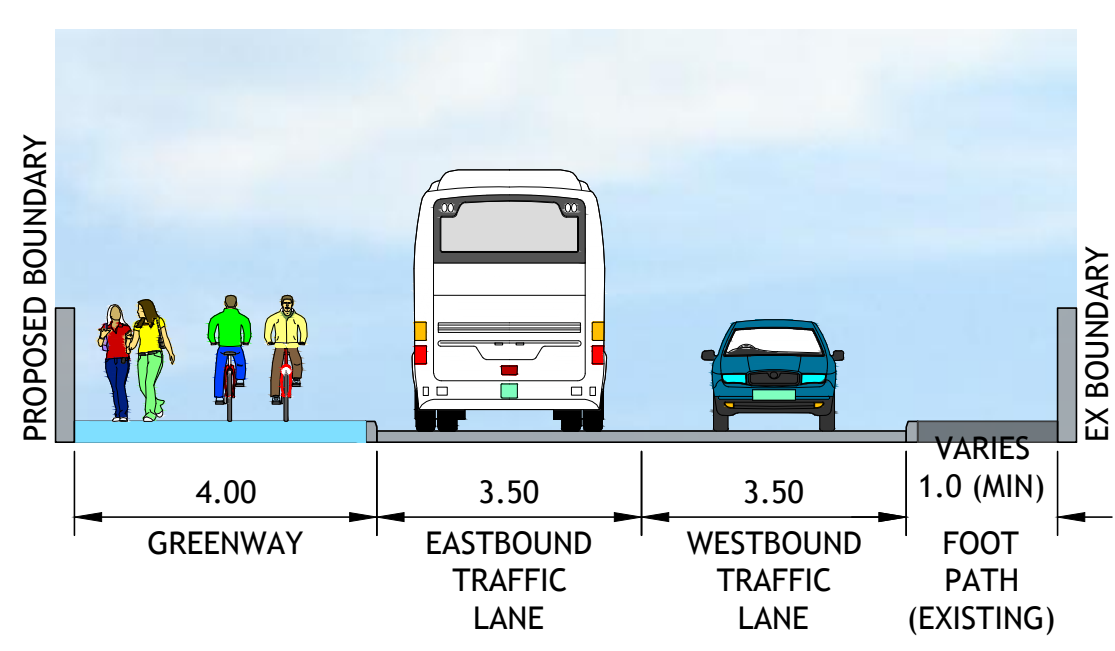 PROPOSED BOUNDARY
EX BOUNDARY
4.00
GREENWAY
3.50
EASTBOUND
TRAFFIC
LANE
3.50
WESTBOUND
TRAFFIC
LANE
VARIES
1.0 (MIN)
FOOT
PATH
(EXISTING)